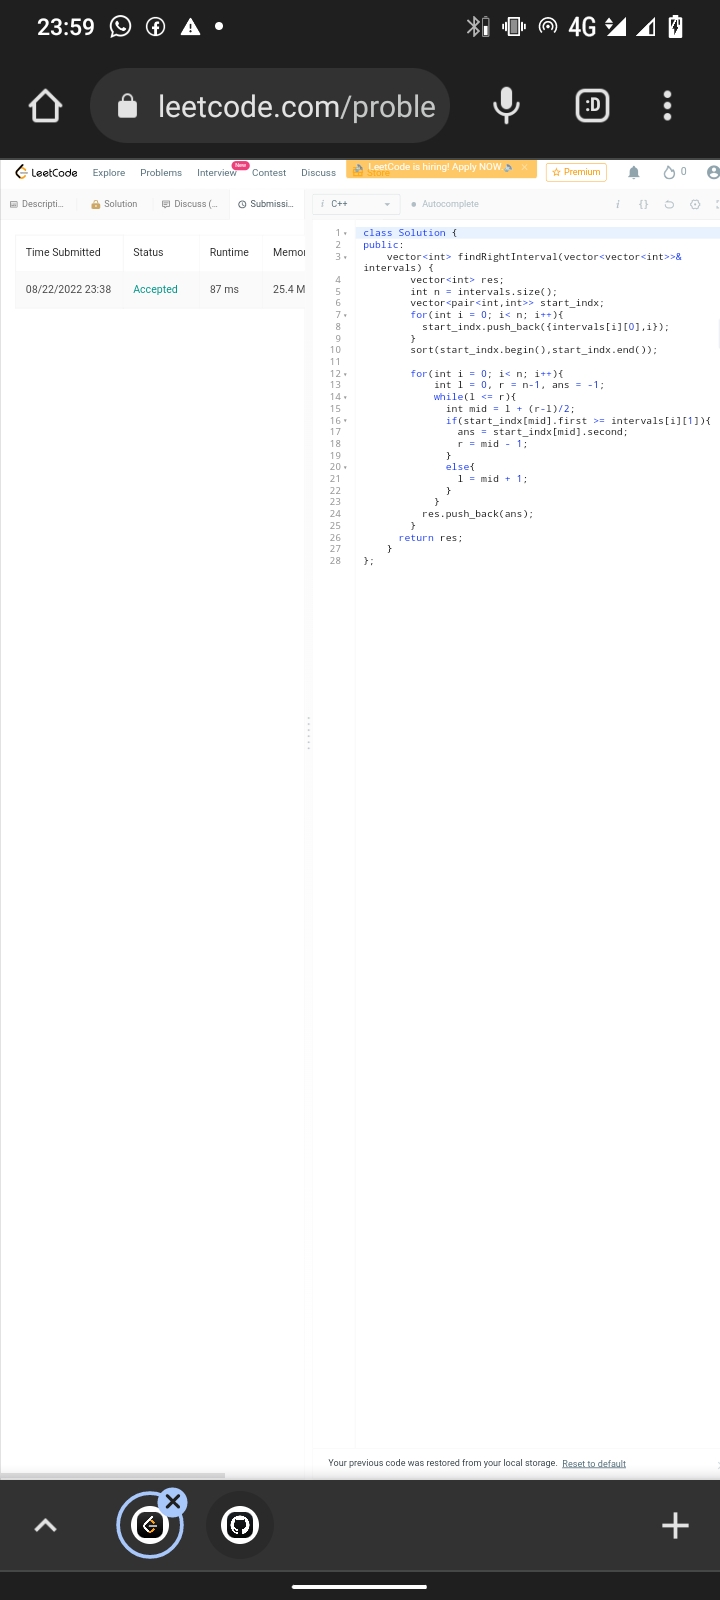 23:59
4G
leetcode.com/proble
:D
LeetCode
Explore
Problems
Interview
New
Contest
Discuss
LeetCode is hiring! Apply NOW.
Premium
0
Descripti...
Solution
Discuss (...
Submissi...
i C++
Autocomplete
i {}
Time Submitted Status Runtime Memor
08/22/2022 23:38 Accepted 87 ms 25.4 M
1 class Solution {
2 public:
3 vector<int> findRightInterval(vector<vector<int>>&
intervals) {
4 vector<int> res;
5 int n = intervals.size();
6 vector<pair<int,int>> start_indx;
7 for(int i = 0; i< n; i++){
8 start_indx.push_back({intervals[i][0],i});
9 }
10 sort(start_indx.begin(),start_indx.end());
11
12 for(int i = 0; i< n; i++){
13 int l = 0, r = n-1, ans = -1;
14 while(l <= r){
15 int mid = l + (r-l)/2;
16 if(start_indx[mid].first >= intervals[i][1]){
17 ans = start_indx[mid].second;
18 r = mid - 1;
19 }
20 else{
21 l = mid + 1;
22 }
23 }
24 res.push_back(ans);
25 }
26 return res;
27 }
28 };
Your previous code was restored from your local storage. Reset to default